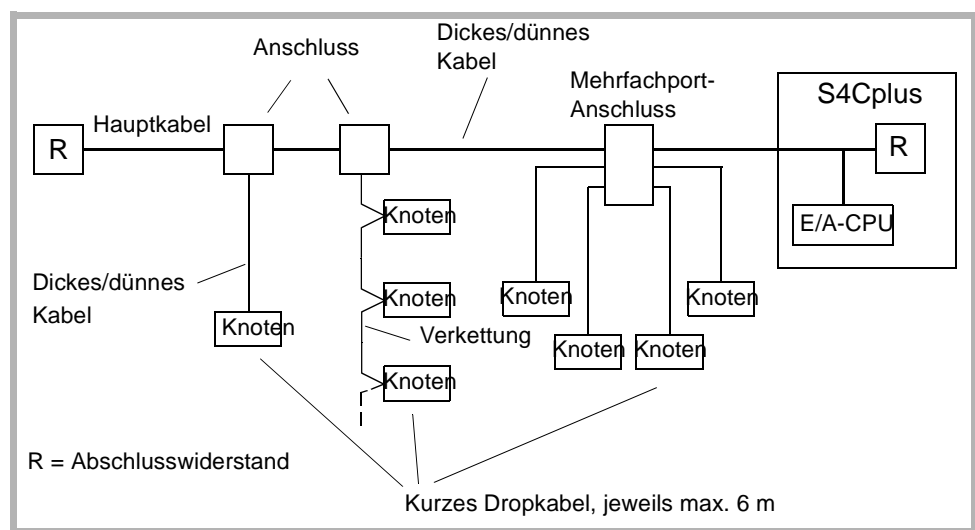 Dickes/dünnes
Kabel
Anschluss
Mehrfachport-
Anschluss
S4Cplus
Hauptkabel
R
R
Knoten
E/A-CPU
Dickes/dünnes
Kabel
Knoten
Knoten
Knoten
Knoten
Verkettung
Knoten
Knoten
Knoten
R = Abschlusswiderstand
Kurzes Dropkabel, jeweils max. 6 m